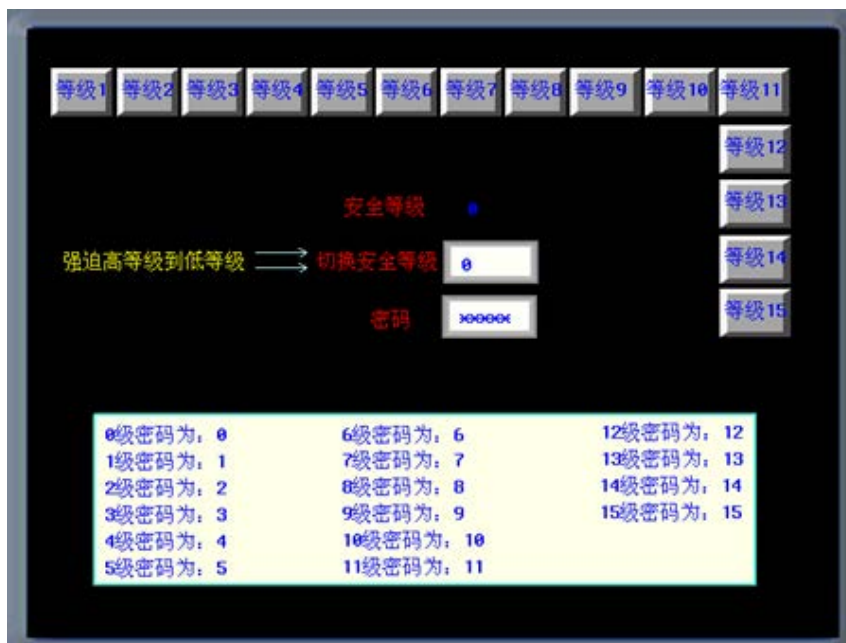 等级1 等级2 等级3 等级4 等级5 等级6 等级7 等级8 等级9 等级10 等级11
等级12
安全等级 0 等级13
强迫高等级到低等级 切换安全等级 0 等级14
密码 ***** 等级15
0级密码为：0 6级密码为：6 12级密码为：12
1级密码为：1 7级密码为：7 13级密码为：13
2级密码为：2 8级密码为：8 14级密码为：14
3级密码为：3 9级密码为：9 15级密码为：15
4级密码为：4 10级密码为：10
5级密码为：5 11级密码为：11